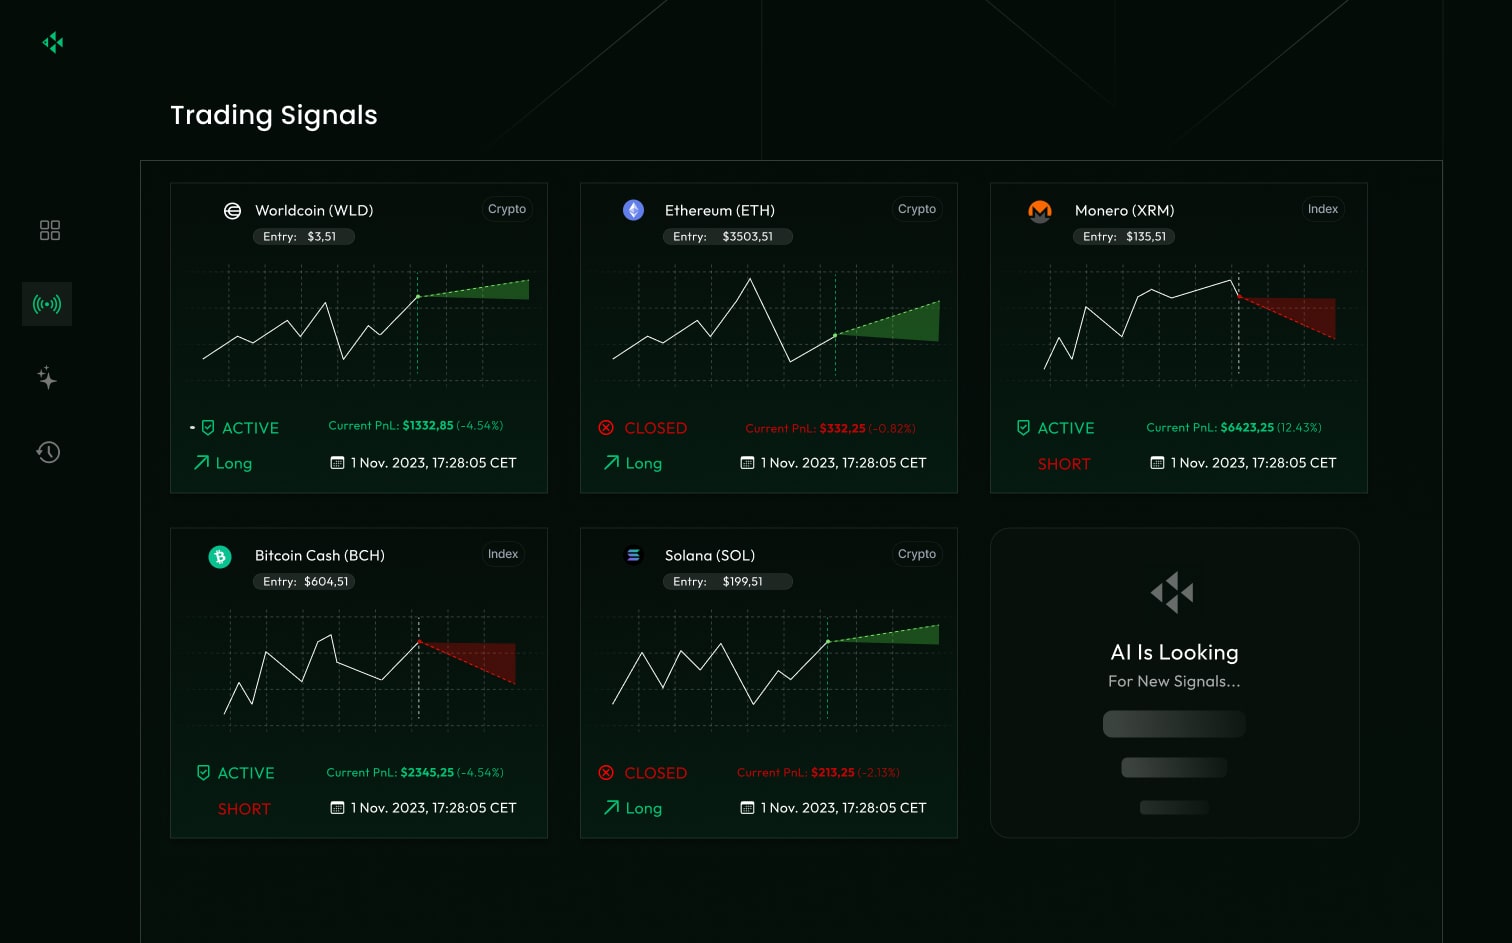 Trading Signals
Worldcoin (WLD)
Crypto
Entry: $3,51
ACTIVE
Current PnL: $1332,85 (-4.54%)
Long
1 Nov. 2023, 17:28:05 CET
Ethereum (ETH)
Crypto
Entry: $3503,51
CLOSED
Current PnL: $332,25 (-0.82%)
Long
1 Nov. 2023, 17:28:05 CET
Monero (XRM)
Index
Entry: $135,51
ACTIVE
Current PnL: $6423,25 (12.43%)
SHORT
1 Nov. 2023, 17:28:05 CET
Bitcoin Cash (BCH)
Index
Entry: $604,51
ACTIVE
Current PnL: $2345,25 (-4.54%)
SHORT
1 Nov. 2023, 17:28:05 CET
Solana (SOL)
Crypto
Entry: $199,51
CLOSED
Current PnL: $213,25 (-2.13%)
Long
1 Nov. 2023, 17:28:05 CET
AI Is Looking
For New Signals...